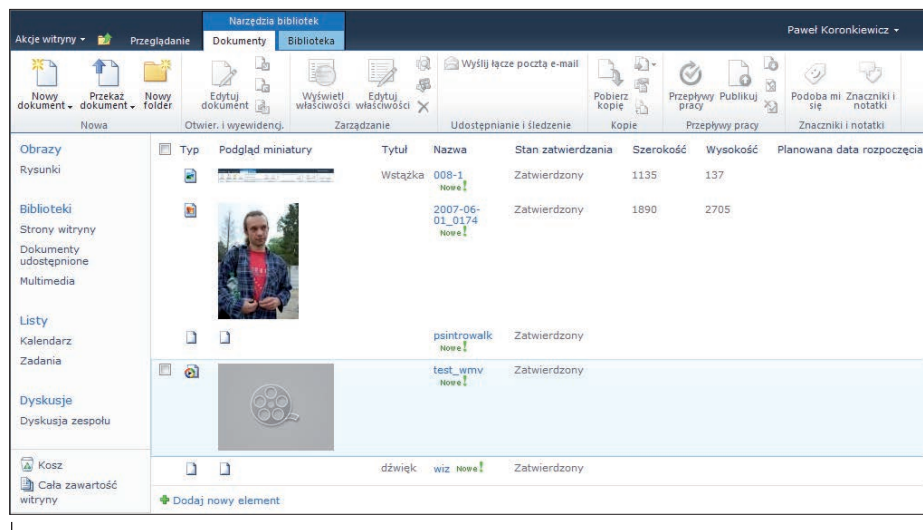 Narzędzia bibliotek
Akcje witryny
Przeglądanie
Dokumenty
Biblioteka
Paweł Koronkiewicz
Nowy dokument
Przekaż dokument
Nowy folder
Nowa
Edytuj dokument
Otwier. i wyewidencj.
Wyświetl właściwości
Edytuj właściwości
Zarządzanie
Wyślij łącze pocztą e-mail
Udostępnianie i śledzenie
Pobierz kopię
Kopie
Przepływy pracy
Publikuj
Przepływy pracy
Podoba mi się
Znaczniki i notatki
Znaczniki i notatki
Obrazy
Rysunki
Biblioteki
Strony witryny
Dokumenty
udostępnione
Multimedia
Listy
Kalendarz
Zadania
Dyskusje
Dyskusja zespołu
Kosz
Cała zawartość
witryny
Typ Podgląd miniatury Tytuł Nazwa Stan zatwierdzania Szerokość Wysokość Planowana data rozpoczęcia
Wstążka 008-1 Zatwierdzony 1135 137
Nowe!
2007-06- Zatwierdzony 1890 2705
01_0174
Nowe!
psintrowalk Zatwierdzony
Nowe!
test_wmv Zatwierdzony
Nowe!
dźwięk wiz Nowe! Zatwierdzony
Dodaj nowy element